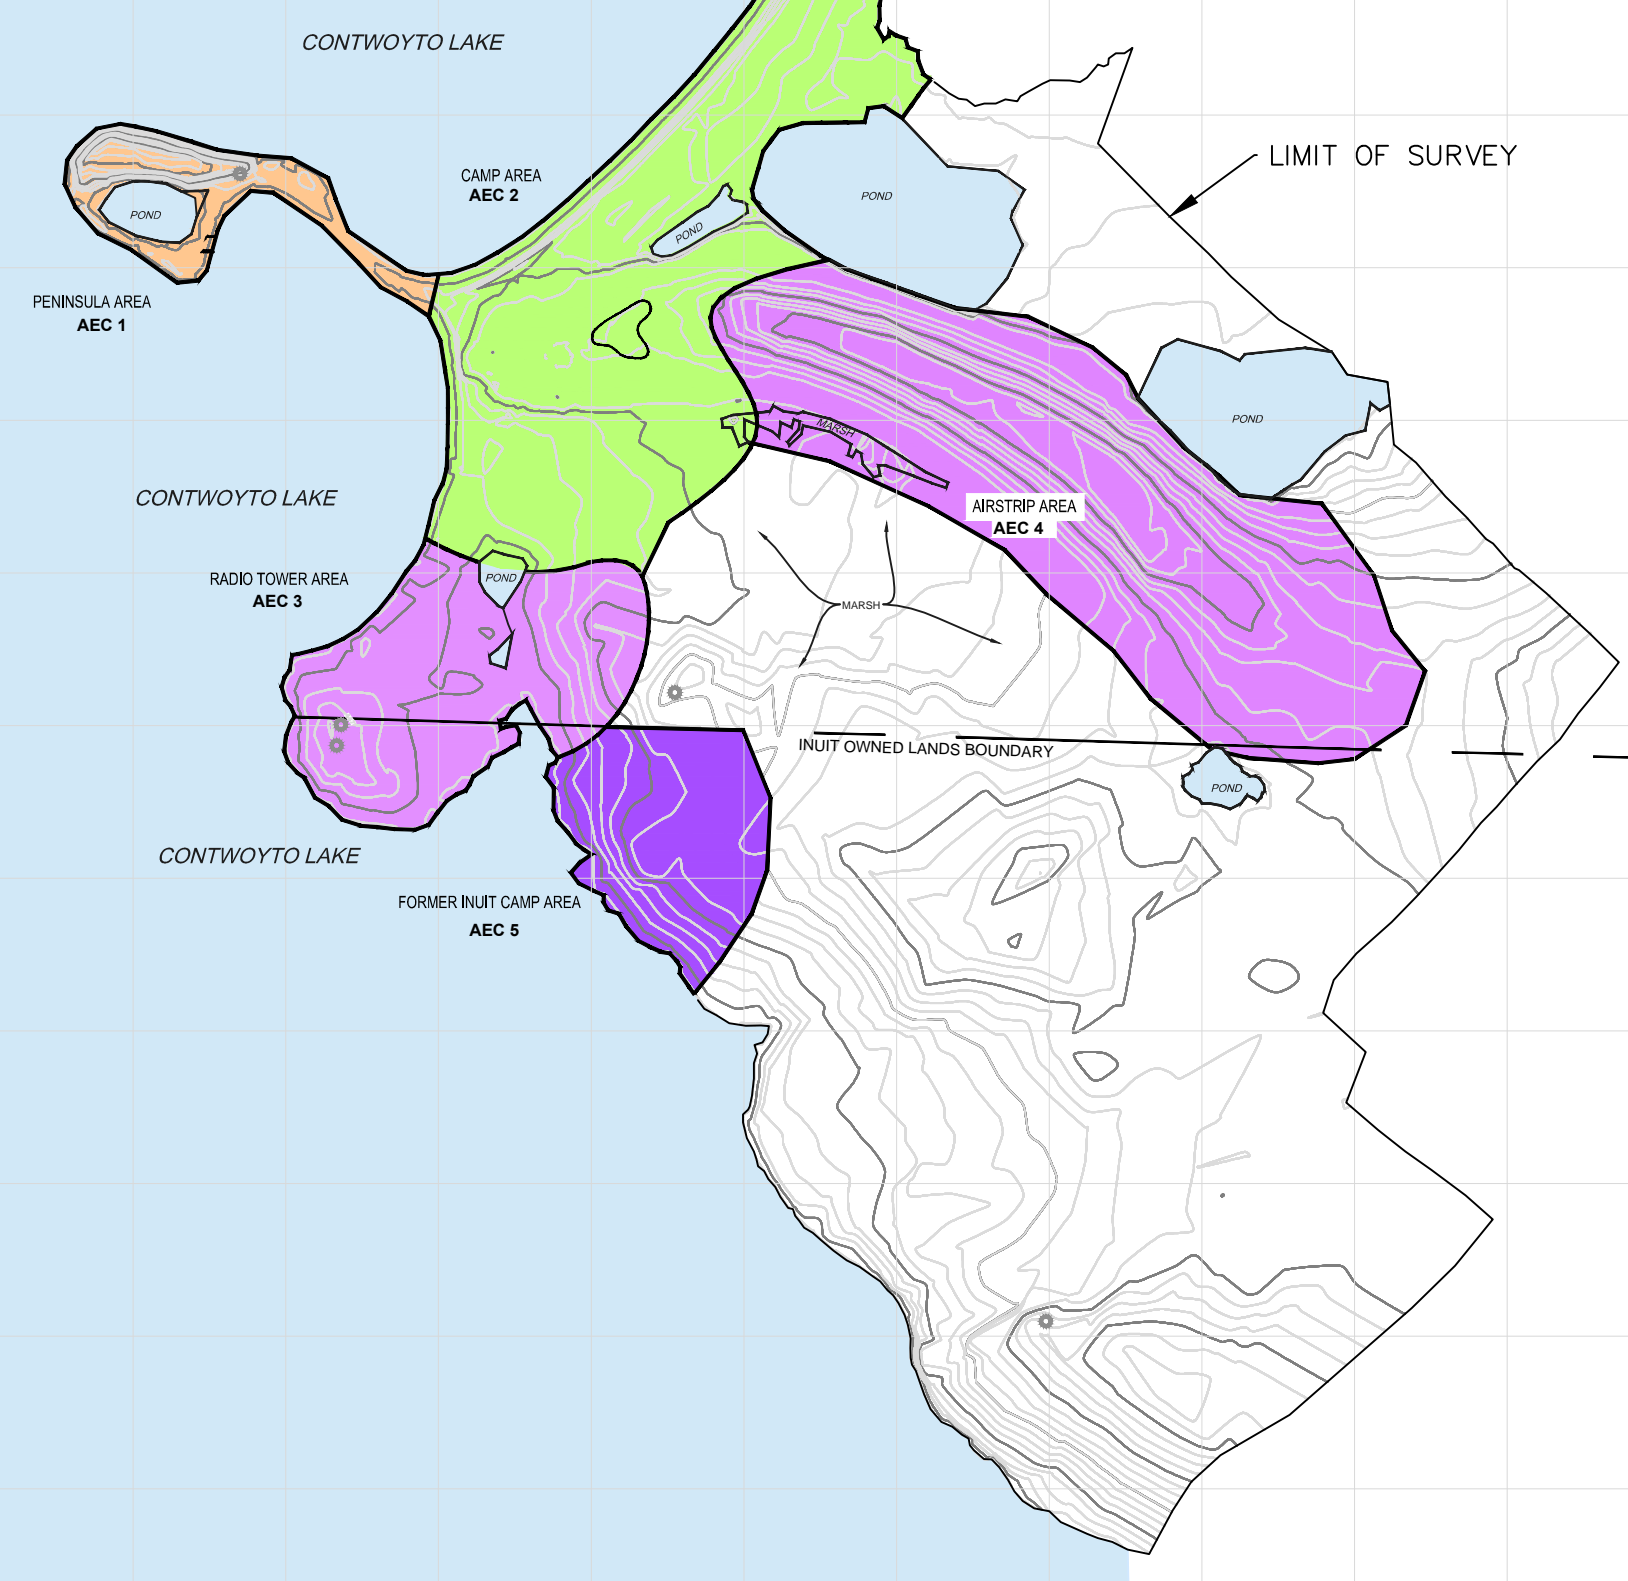 CONTWOYTO LAKE
LIMIT OF SURVEY
CAMP AREA
AEC 2
POND
POND
POND
PENINSULA AREA
AEC 1
POND
MARSH
CONTWOYTO LAKE
AIRSTRIP AREA
AEC 4
RADIO TOWER AREA
AEC 3
POND
MARSH
INUIT OWNED LANDS BOUNDARY
POND
CONTWOYTO LAKE
FORMER INUIT CAMP AREA
AEC 5